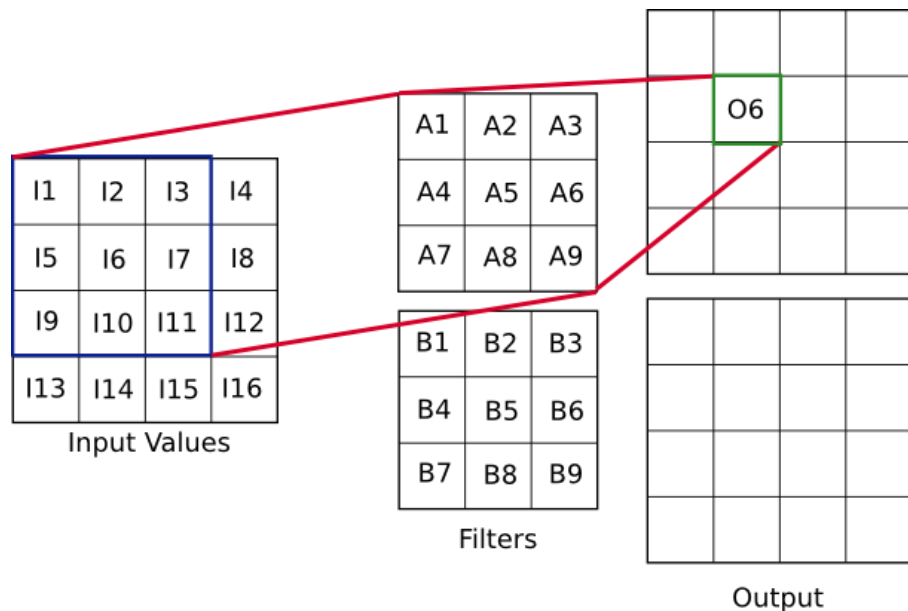 I1 I2 I3 I4
I5 I6 I7 I8
I9 I10 I11 I12
I13 I14 I15 I16
Input Values
A1 A2 A3
A4 A5 A6
A7 A8 A9
B1 B2 B3
B4 B5 B6
B7 B8 B9
Filters
O6
Output